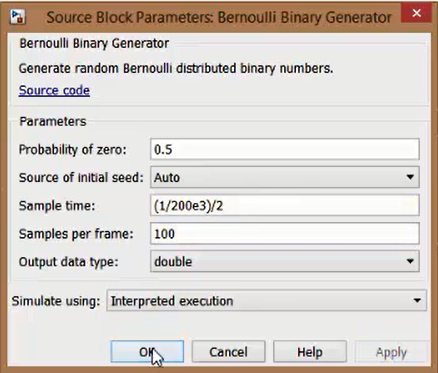 Source Block Parameters: Bernoulli Binary Generator
Bernoulli Binary Generator
Generate random Bernoulli distributed binary numbers.
Source code
Parameters
Probability of zero: 0.5
Source of initial seed: Auto
Sample time: (1/200e3)/2
Samples per frame: 100
Output data type: double
Simulate using: Interpreted execution
OK Cancel Help Apply